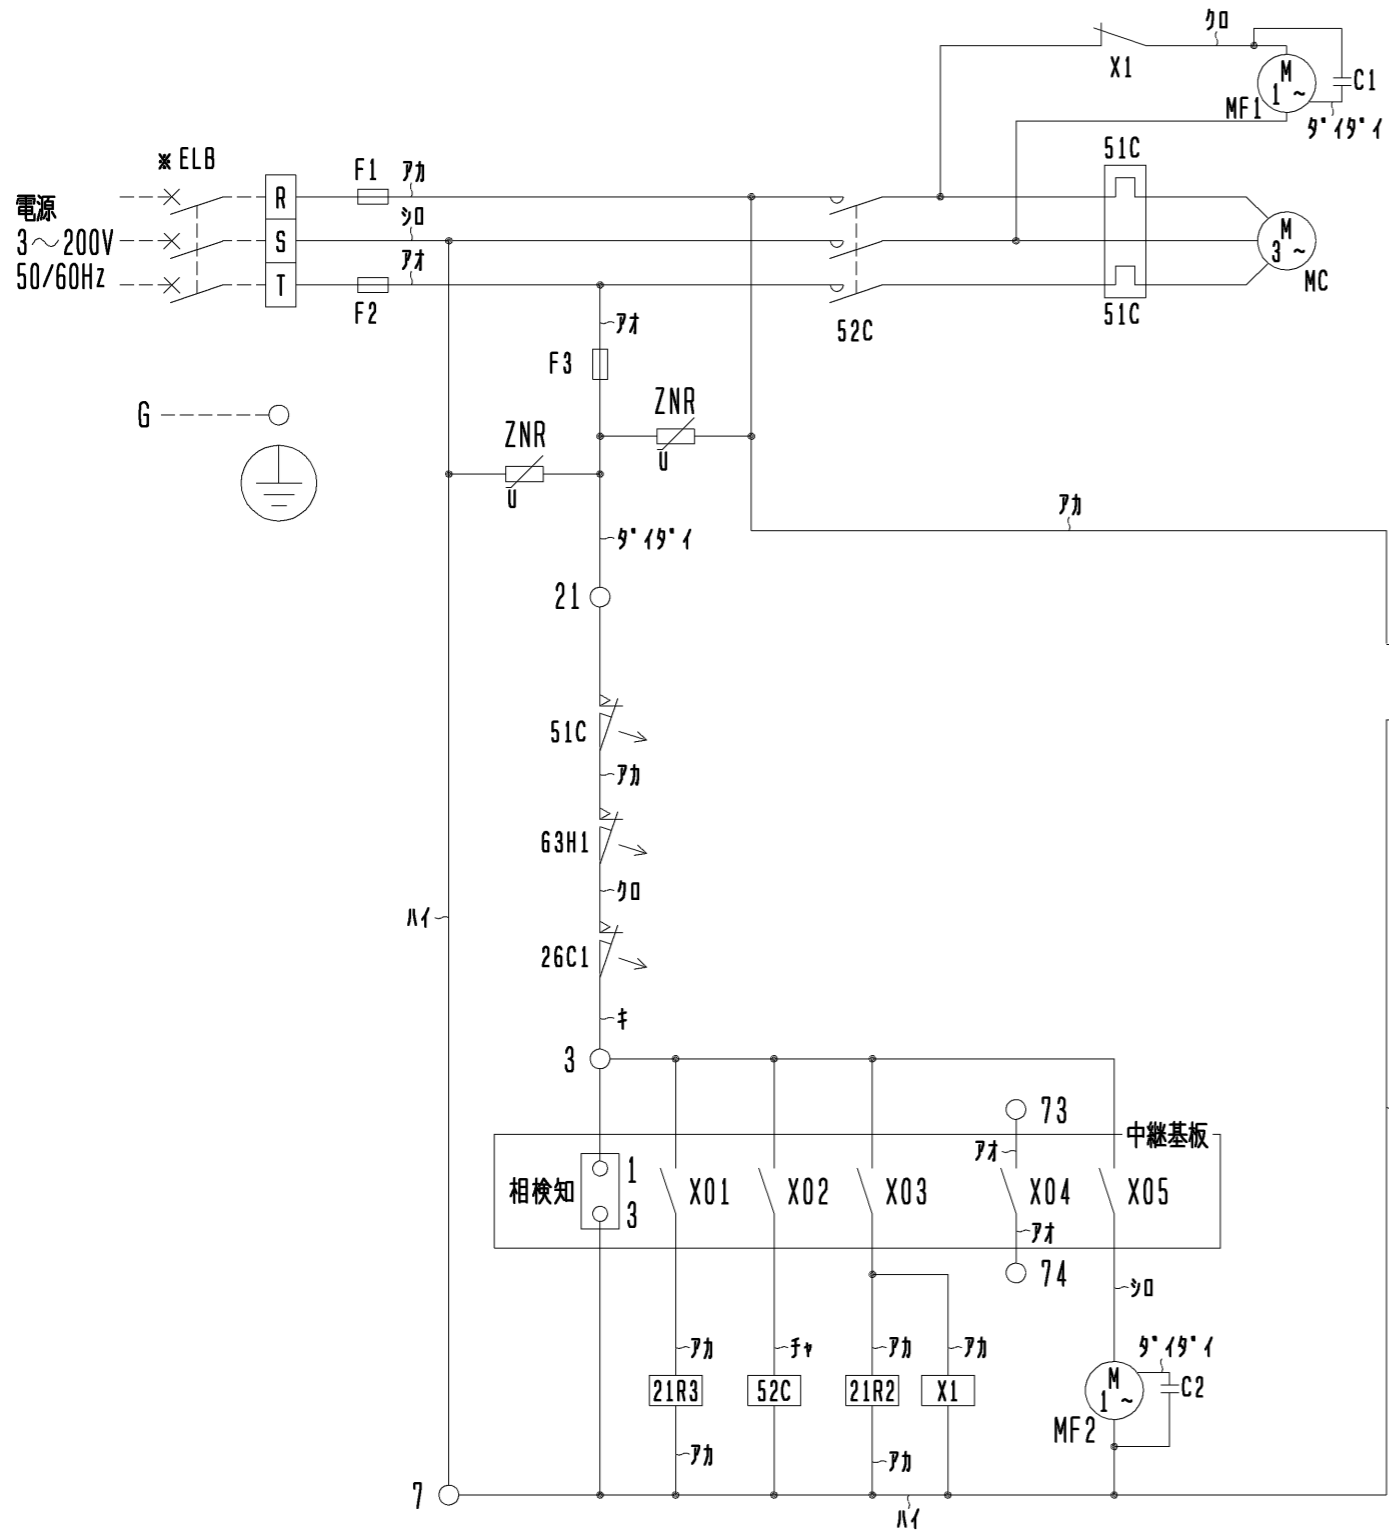 クロ
X1
M
1 ~
C1
MF1
ダイダイ
51C
※ELB
F1
アカ
電源
3～200V
50/60Hz
R
S
T
シロ
アオ
F2
52C
M
3 ~
MC
51C
アオ
F3
G
ZNR
U
ZNR
U
アカ
ダイダイ
21
51C
アカ
63H1
クロ
ハイ
26C1
キ
3
73
中継基板
アオ
相検知
1
3
X01
X02
X03
X04
X05
アオ
74
シロ
アカ
チャ
アカ
アカ
ダイダイ
21R3
52C
21R2
X1
M
1 ~
C2
MF2
アカ
アカ
7
ハイ